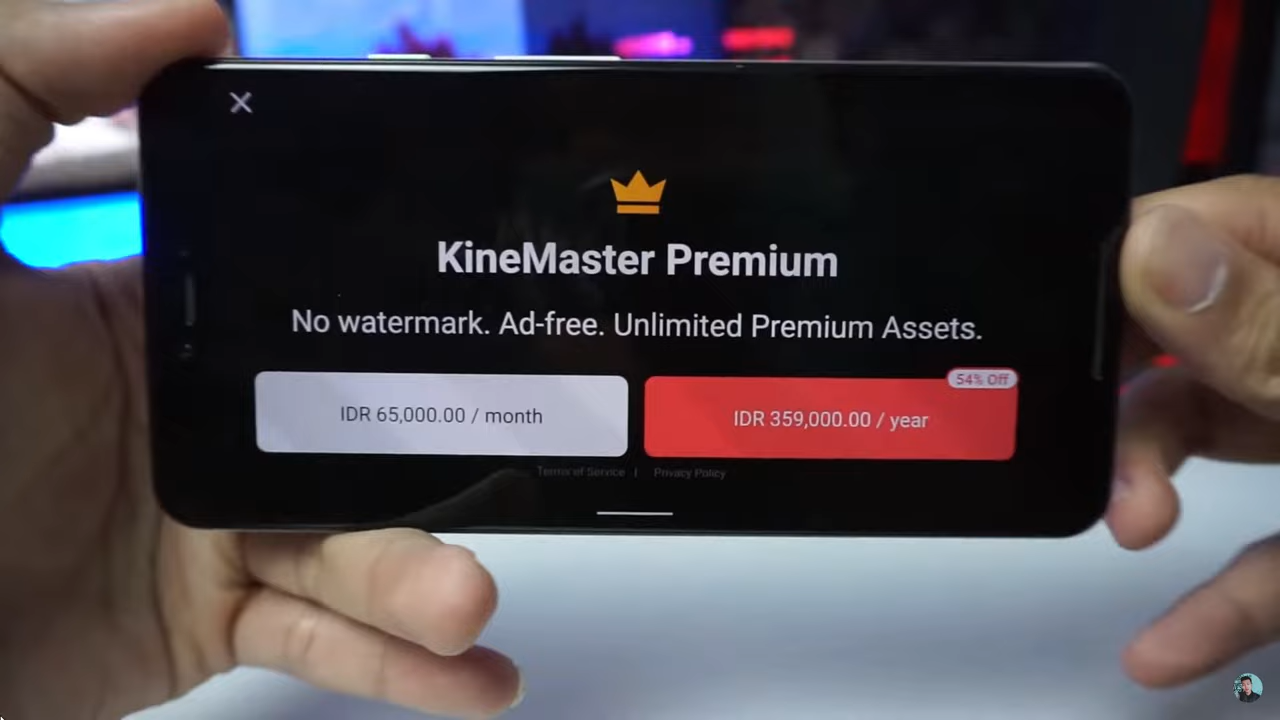 KineMaster Premium
No watermark. Ad-free. Unlimited Premium Assets.
54% Off
IDR 65,000.00 / month
IDR 359,000.00 / year
Terms of Service | Privacy Policy